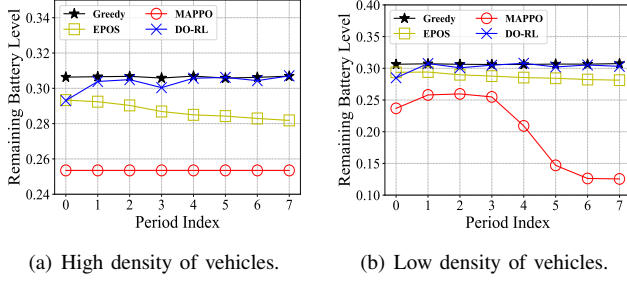 Greedy
MAPPO
EPOS
DO-RL
Remaining Battery Level
0.34
0.32
0.30
0.28
0.26
0.24
0 1 2 3 4 5 6 7
Period Index
(a) High density of vehicles.
Greedy
MAPPO
EPOS
DO-RL
Remaining Battery Level
0.40
0.35
0.30
0.25
0.20
0.15
0.10
0 1 2 3 4 5 6 7
Period Index
(b) Low density of vehicles.